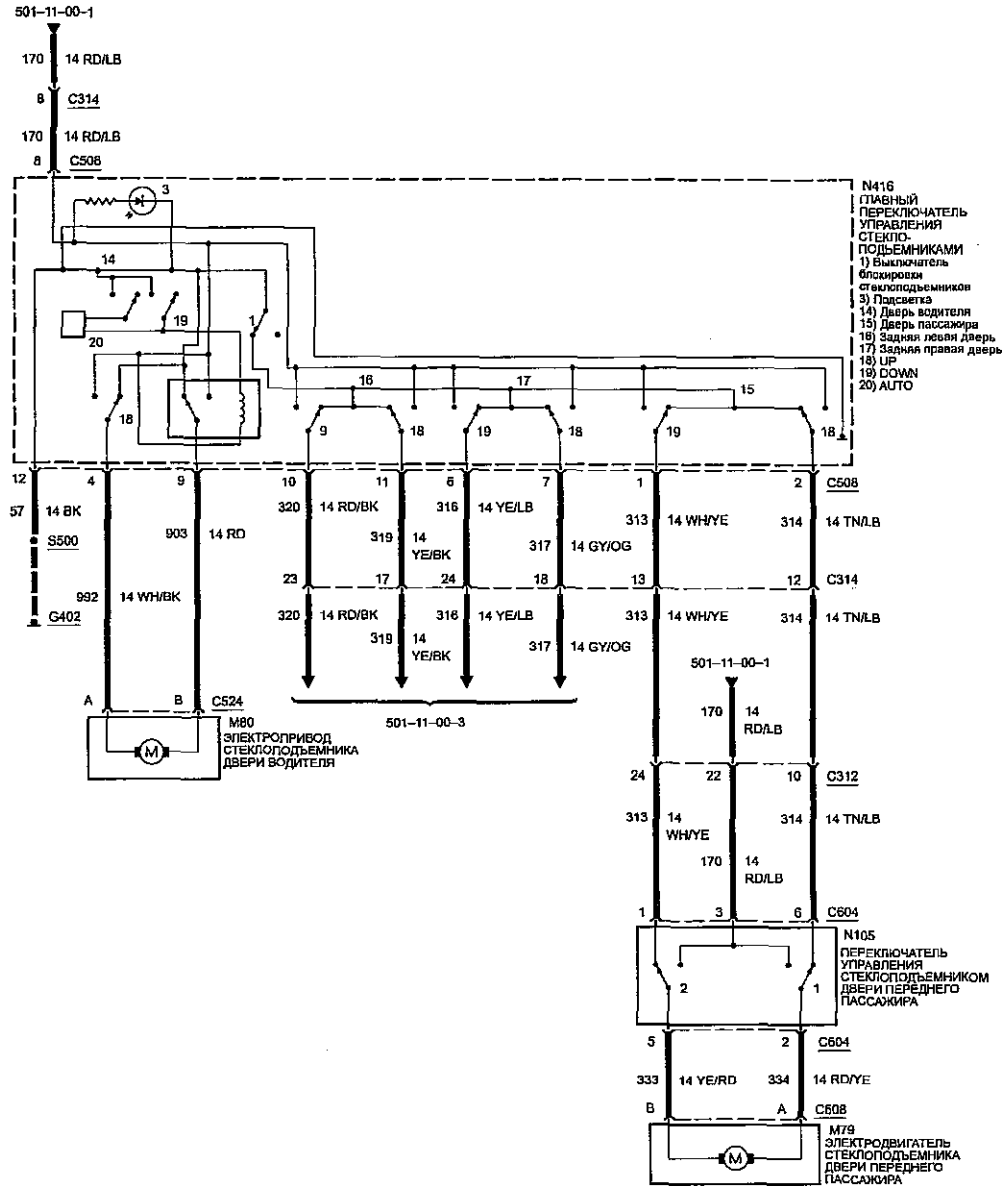 501-11-00-1
170 14 RD/LB
8 C314
170 14 RD/LB
8 C508
3
N416
ГЛАВНЫЙ
ПЕРЕКЛЮЧАТЕЛЬ
УПРАВЛЕНИЯ
СТЕКЛО-
ПОДЪЕМНИКАМИ
1) Выключатель
блокировки
стеклоподъемников
3) Подсветка
14) Дверь водителя
15) Дверь пассажира
16) Задняя левая дверь
17) Задняя правая дверь
18) UP
19) DOWN
20) AUTO
14
19 1
20
16 17 15
18 9 18 19 18 19 18
12 4 9 10 11 6 7 1 2 C508
57 14 BK
903 14 RD
320 14 RD/BK
319 14
YE/BK
316 14 YE/LB
317 14 GY/OG
313 14 WH/YE
314 14 TN/LB
S500
23 17 24 18 13 12 C314
992 14 WH/BK
G402
320 14 RD/BK
319 14
YE/BK
316 14 YE/LB
317 14 GY/OG
313 14 WH/YE
314 14 TN/LB
501-11-00-1
170 14
RD/LB
A B C524
501-11-00-3
M80
ЭЛЕКТРОПРИВОД
СТЕКЛОПОДЪЕМНИКА
ДВЕРИ ВОДИТЕЛЯ
M
24 22 10 C312
313 14
WH/YE
314 14 TN/LB
170 14
RD/LB
1 3 6 C604
N105
ПЕРЕКЛЮЧАТЕЛЬ
УПРАВЛЕНИЯ
СТЕКЛОПОДЪЕМНИКОМ
ДВЕРИ ПЕРЕДНЕГО
ПАССАЖИРА
2 1
5 2 C604
333 14 YE/RD
334 14 RD/YE
B A C608
M79
ЭЛЕКТРОДВИГАТЕЛЬ
СТЕКЛОПОДЪЕМНИКА
ДВЕРИ ПЕРЕДНЕГО
ПАССАЖИРА
M